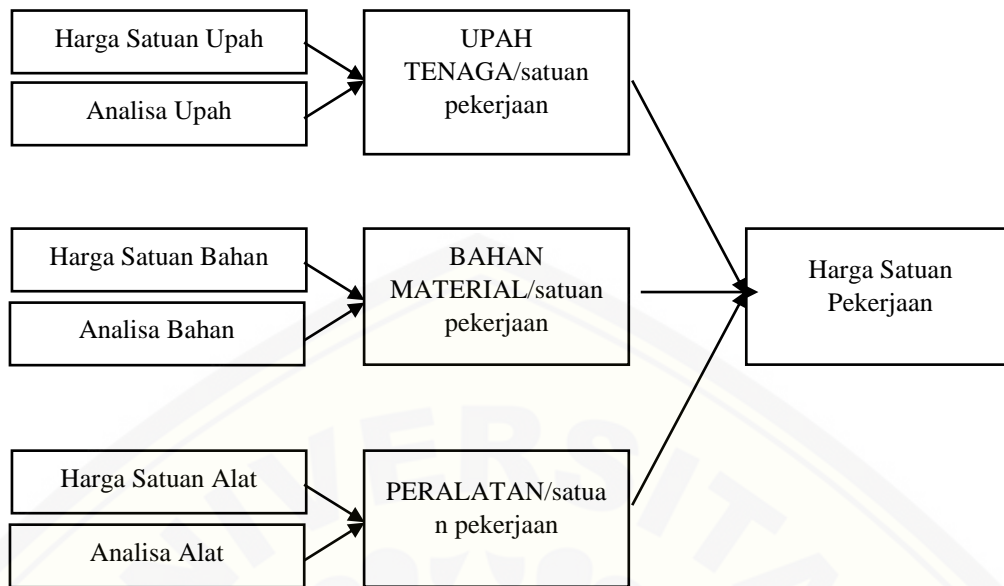 Harga Satuan Upah
Analisa Upah
UPAH
TENAGA/satuan
pekerjaan
Harga Satuan Bahan
Analisa Bahan
BAHAN
MATERIAL/satuan
pekerjaan
Harga Satuan
Pekerjaan
Harga Satuan Alat
Analisa Alat
PERALATAN/satua
n pekerjaan
IVERSITA